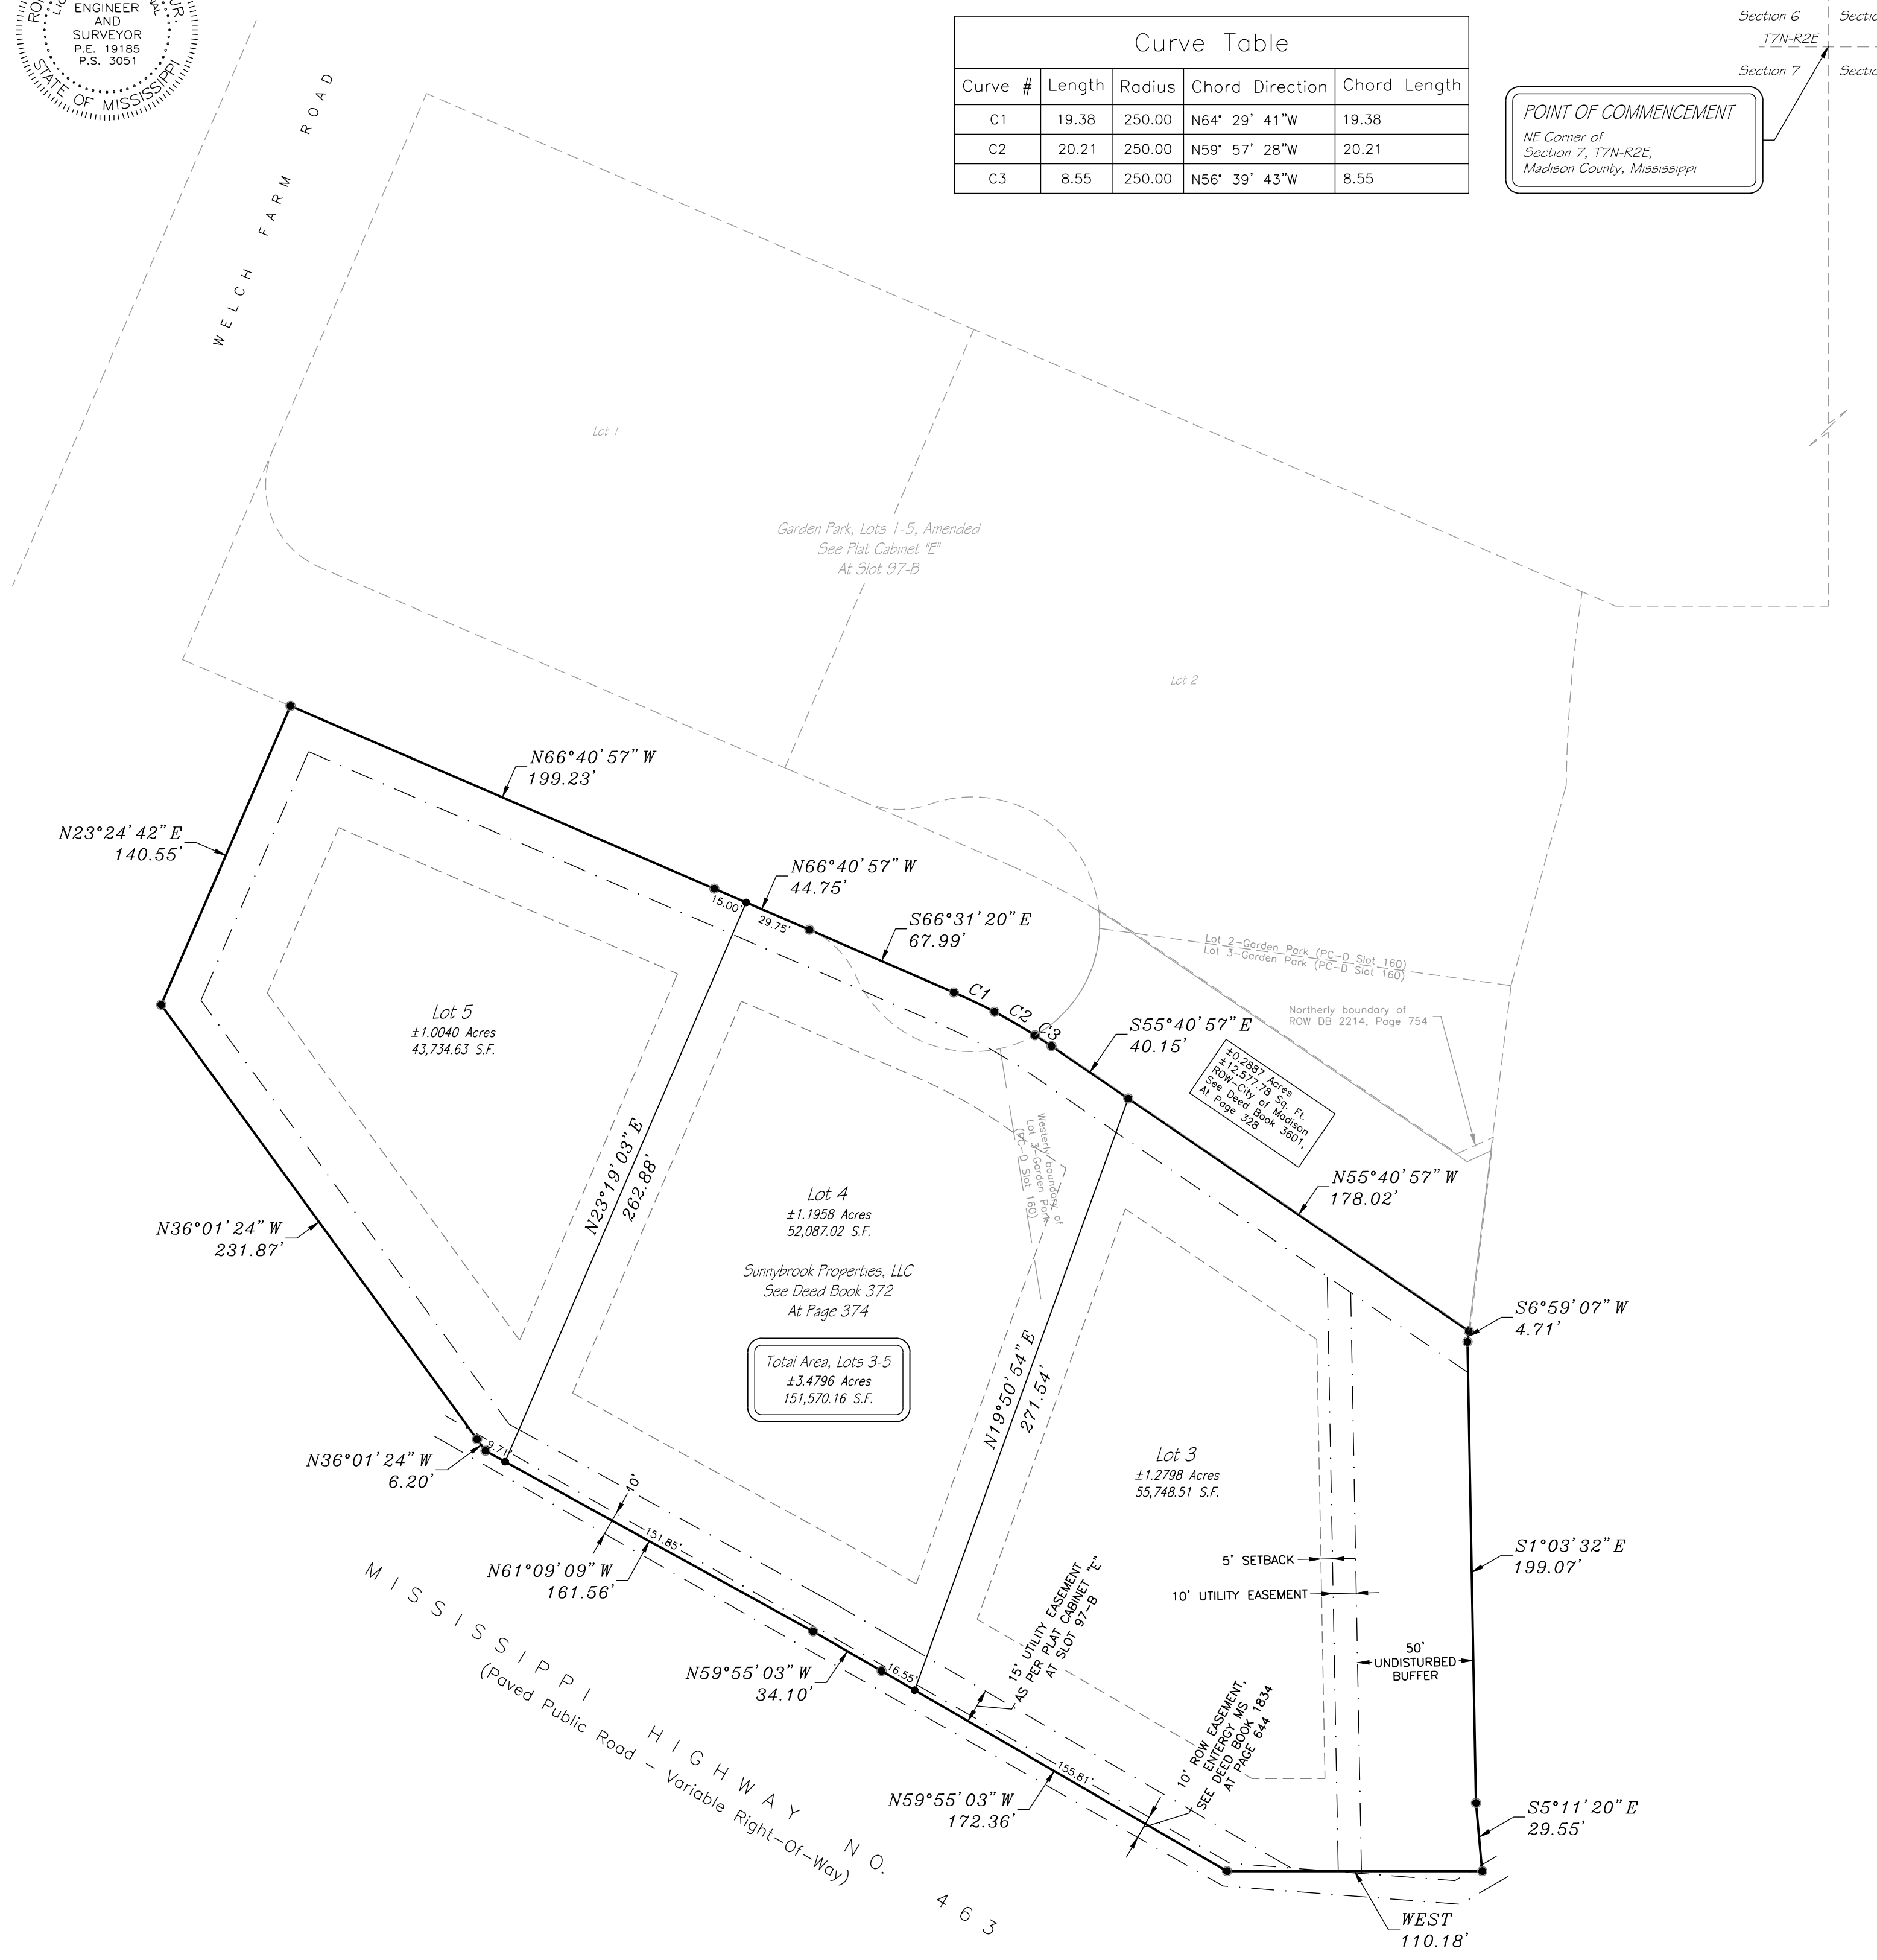 ENGINEER
AND
SURVEYOR
P.E. 19185
P.S. 3051
STATE OF MISSISSIPPI
Curve Table
Curve # Length Radius Chord Direction Chord Length
C1 19.38 250.00 N64° 29' 41"W 19.38
C2 20.21 250.00 N59° 57' 28"W 20.21
C3 8.55 250.00 N56° 39' 43"W 8.55
Section 6
T7N-R2E
Section 7
POINT OF COMMENCEMENT
NE Corner of
Section 7, T7N-R2E,
Madison County, Mississippi
WELCH FARM ROAD
Lot 1
Garden Park, Lots 1-5, Amended
See Plat Cabinet "E"
At Slot 97-B
Lot 2
N66°40'57" W
199.23'
N23°24'42" E
140.55'
N66°40'57" W
44.75'
15.00'
29.75'
S66°31'20" E
67.99'
C1
C2
C3
Lot 2-Garden Park (PC-D Slot 160)
Lot 3-Garden Park (PC-D Slot 160)
Northerly boundary of
ROW DB 2214, Page 754
S55°40'57" E
40.15'
±0.2887 Acres
±12,577.78 Sq. Ft.
ROW-City of Madison
See Deed Book 3601,
At Page 328
Lot 5
±1.0040 Acres
43,734.63 S.F.
Westerly boundary of
Lot 3-Garden Park
(PC-D Slot 160)
N23°19'03" E
262.88'
N55°40'57" W
178.02'
Lot 4
±1.1958 Acres
52,087.02 S.F.
Sunnybrook Properties, LLC
See Deed Book 372
At Page 374
N36°01'24" W
231.87'
Total Area, Lots 3-5
±3.4796 Acres
151,570.16 S.F.
N19°50'54" E
271.54'
S6°59'07" W
4.71'
Lot 3
±1.2798 Acres
55,748.51 S.F.
N36°01'24" W
6.20'
9.71'
10'
151.85'
N61°09'09" W
161.56'
5' SETBACK
10' UTILITY EASEMENT
S1°03'32" E
199.07'
50'
UNDISTURBED
BUFFER
15' UTILITY EASEMENT
AS PER PLAT CABINET "E"
AT SLOT 97-B
16.55'
N59°55'03" W
34.10'
10' ROW EASEMENT,
ENTERGY MS
SEE DEED BOOK 1834
AT PAGE 644
155.81'
N59°55'03" W
172.36'
S5°11'20" E
29.55'
WEST
110.18'
MISSISSIPPI HIGHWAY NO. 463
(Paved Public Road - Variable Right-Of-Way)